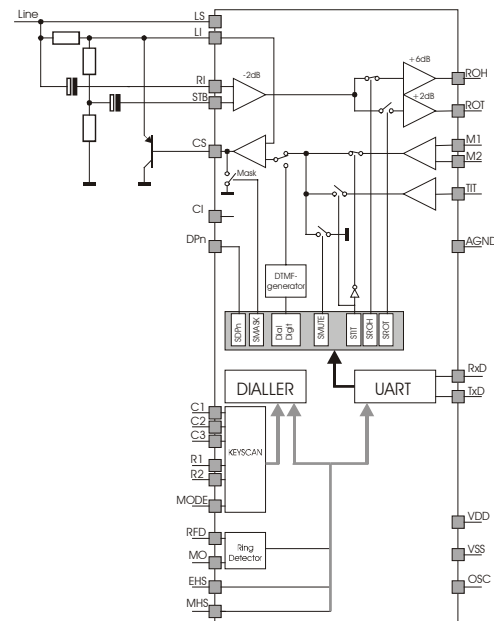 Line
LS
LI
RI
STB
CS
CI
DPn
-2dB
+6dB
+2dB
ROH
ROT
M1
M2
TIT
AGND
Mask
DTMF-
generator
SDPn
SMASK
Dial
Digit
SMUTE
STIT
SROH
SROT
DIALLER
UART
RxD
TxD
C1
C2
C3
R1
R2
MODE
KEYSCAN
RFD
MO
Ring
Detector
EHS
MHS
VDD
VSS
OSC